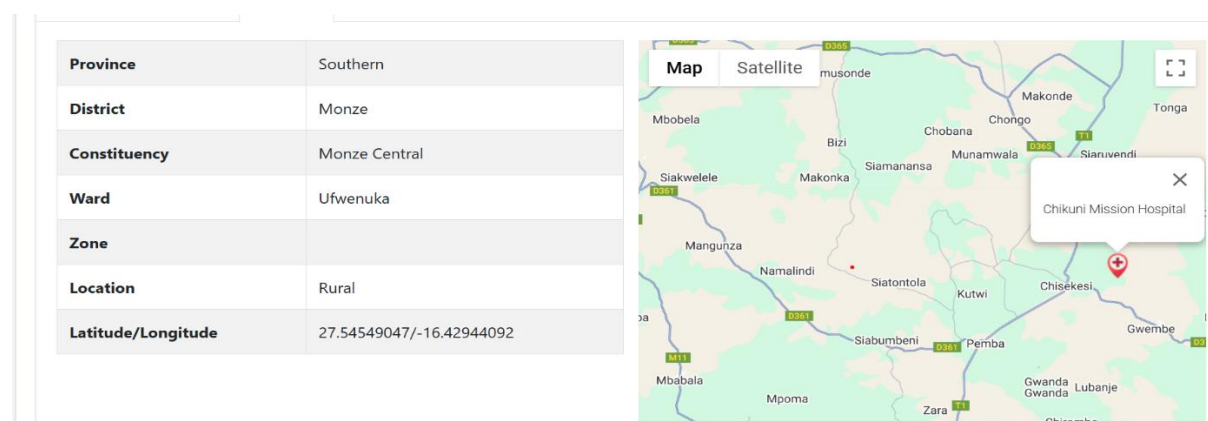 Province Southern
District Monze
Constituency Monze Central
Ward Ufwenuka
Zone
Location Rural
Latitude/Longitude 27.54549047/-16.42944092
D365
Map Satellite
musonde
Makonde
Tonga
Mbobela
Chongo
Chobana
T1
Bizi
D365
Munamwala
Siaruvendi
Siamanansa
Siakwelele
Makonka
D361
Chikuni Mission Hospital
Mangunza
Namalindi
Siatontola
Kutwi
Chisekesi
D361
Gwembe
Siabumbeni
D361
Pemba
M11
Mbabala
Gwanda
Gwanda
Lubanje
Mpoma
Zara
T1